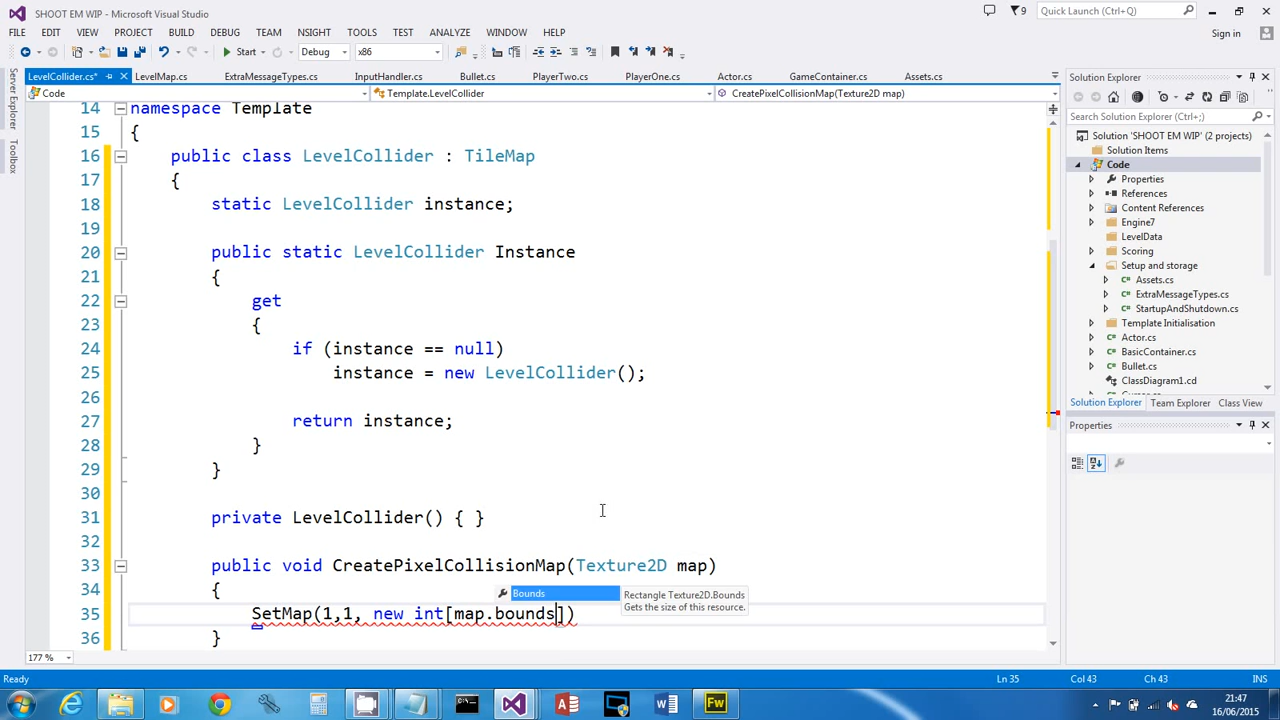 SHOOT EM WIP - Microsoft Visual Studio
9
Quick Launch (Ctrl+Q)
FILE EDIT VIEW PROJECT BUILD DEBUG TEAM NSIGHT TOOLS TEST ANALYZE WINDOW HELP
Sign in
Start Debug x86
LevelCollider.cs* LevelMap.cs ExtraMessageTypes.cs InputHandler.cs Bullet.cs PlayerTwo.cs PlayerOne.cs Actor.cs GameContainer.cs Assets.cs
Code Template.LevelCollider CreatePixelCollisionMap(Texture2D map)
Server Explorer
Toolbox
14 namespace Template
15 {
16 public class LevelCollider : TileMap
17 {
18 static LevelCollider instance;
19
20 public static LevelCollider Instance
21 {
22 get
23 {
24 if (instance == null)
25 instance = new LevelCollider();
26
27 return instance;
28 }
29 }
30
31 private LevelCollider() { }
32
33 public void CreatePixelCollisionMap(Texture2D map)
34 {
35 SetMap(1,1, new int[map.bounds])
36 }
Bounds
Rectangle Texture2D.Bounds
Gets the size of this resource.
177 %
Solution Explorer
Search Solution Explorer (Ctrl+;)
Solution 'SHOOT EM WIP' (2 projects)
Solution Items
Code
Properties
References
Content References
Engine7
LevelData
Scoring
Setup and storage
Assets.cs
ExtraMessageTypes.cs
StartupAndShutdown.cs
Template Initialisation
Actor.cs
BasicContainer.cs
Bullet.cs
ClassDiagram1.cd
Solution Explorer Team Explorer Class View
Properties
Ready Ln 35 Col 43 Ch 43 INS
21:47
16/06/2015